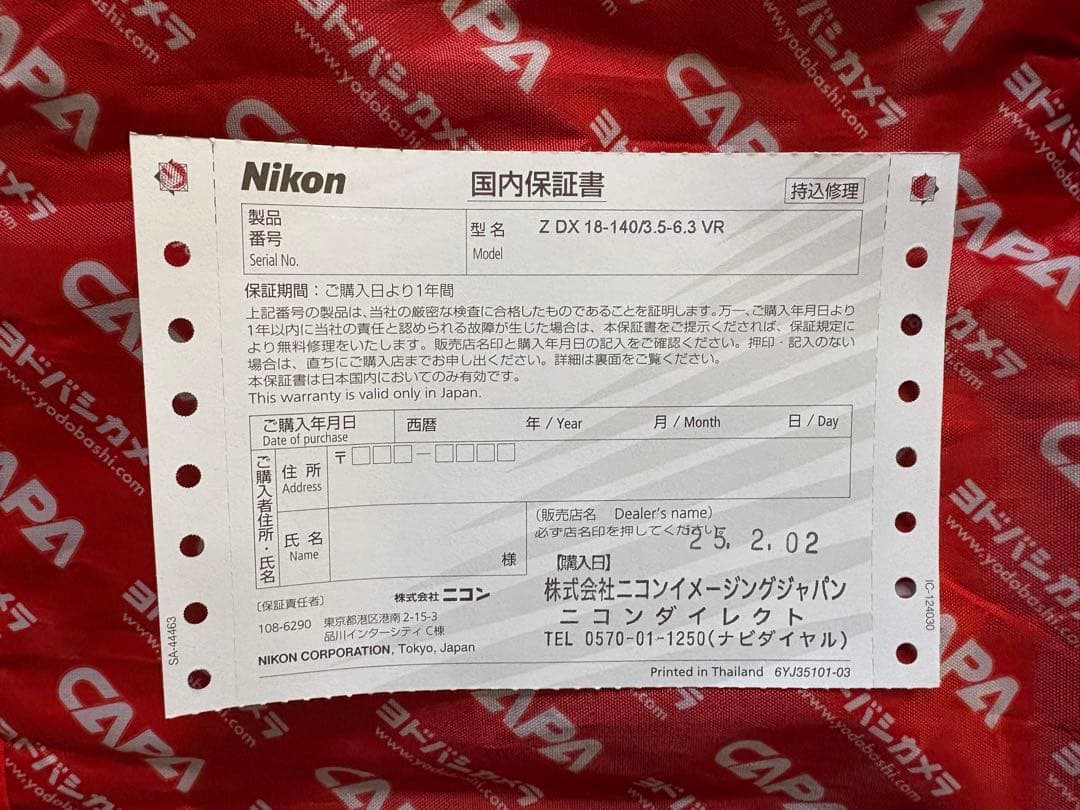 Nikon
国内保証書
持込修理
製品
番号
Serial No.
型名 Z DX 18-140/3.5-6.3 VR
Model
保証期間：ご購入日より1年間
上記番号の製品は、当社の厳密な検査に合格したものであることを証明します。万一、ご購入年月日より
1年以内に当社の責任と認められる故障が生じた場合は、本保証書をご提示くだされば、保証規定に
より無料修理をいたします。販売店名印と購入年月日の記入をご確認ください。押印・記入のない
場合は、直ちにご購入店までお申し出ください。詳細は裏面をご覧ください。
本保証書は日本国内においてのみ有効です。
This warranty is valid only in Japan.
ご購入年月日
Date of purchase
西暦 年 / Year 月 / Month 日 / Day
ご購入者住所・氏名
住所
Address
〒
氏名
Name
様
(販売店名 Dealer's name)
必ず店名印を押してください。
25. 2. 02
【購入日】
株式会社ニコンイメージングジャパン
ニコンダイレクト
TEL 0570-01-1250(ナビダイヤル)
〔保証責任者〕
株式会社 ニコン
108-6290 東京都港区港南2-15-3
品川インターシティC棟
NIKON CORPORATION, Tokyo, Japan
Printed in Thailand 6YJ35101-03
SA-44463
IC-124030
CAPA
ヨドバシカメラ
www.yodobashi.com